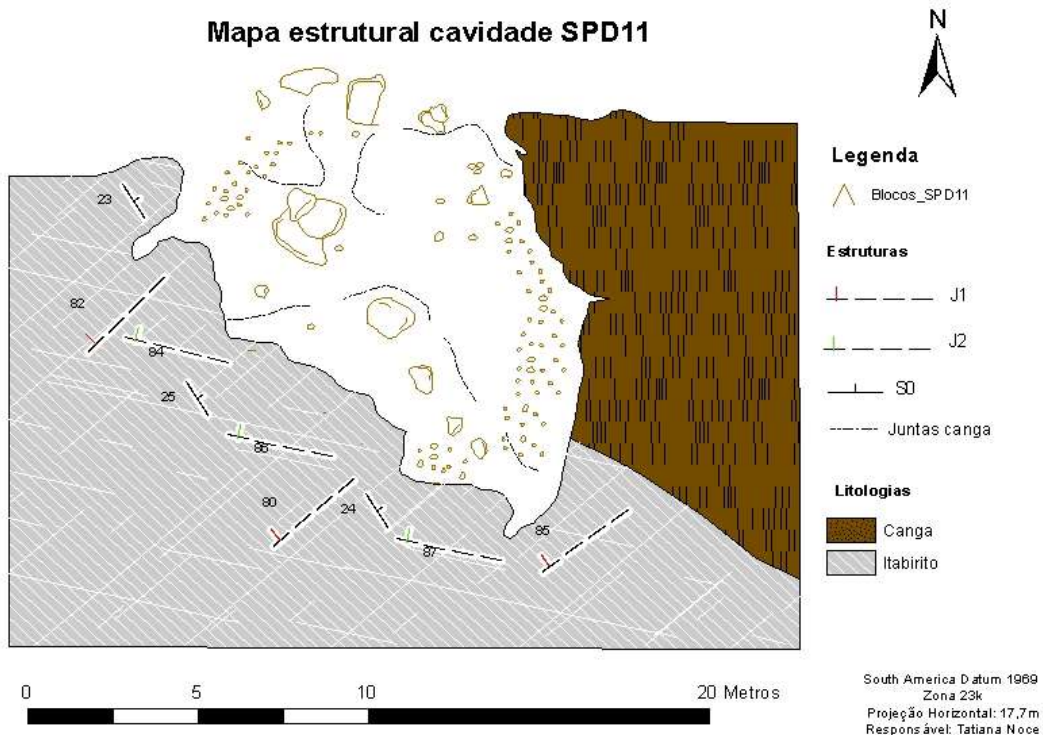 Mapa estrutural cavidade SPD11
N
Legenda
Blocos_SPD11
Estruturas
J1
J2
S0
Juntas canga
Litologias
Canga
Itabirito
23
82
84
25
86
80
24
87
85
0 5 10 20 Metros
South America Datum 1969
Zona 23k
Projeção Horizontal: 17,7m
Responsável: Tatiana Noce